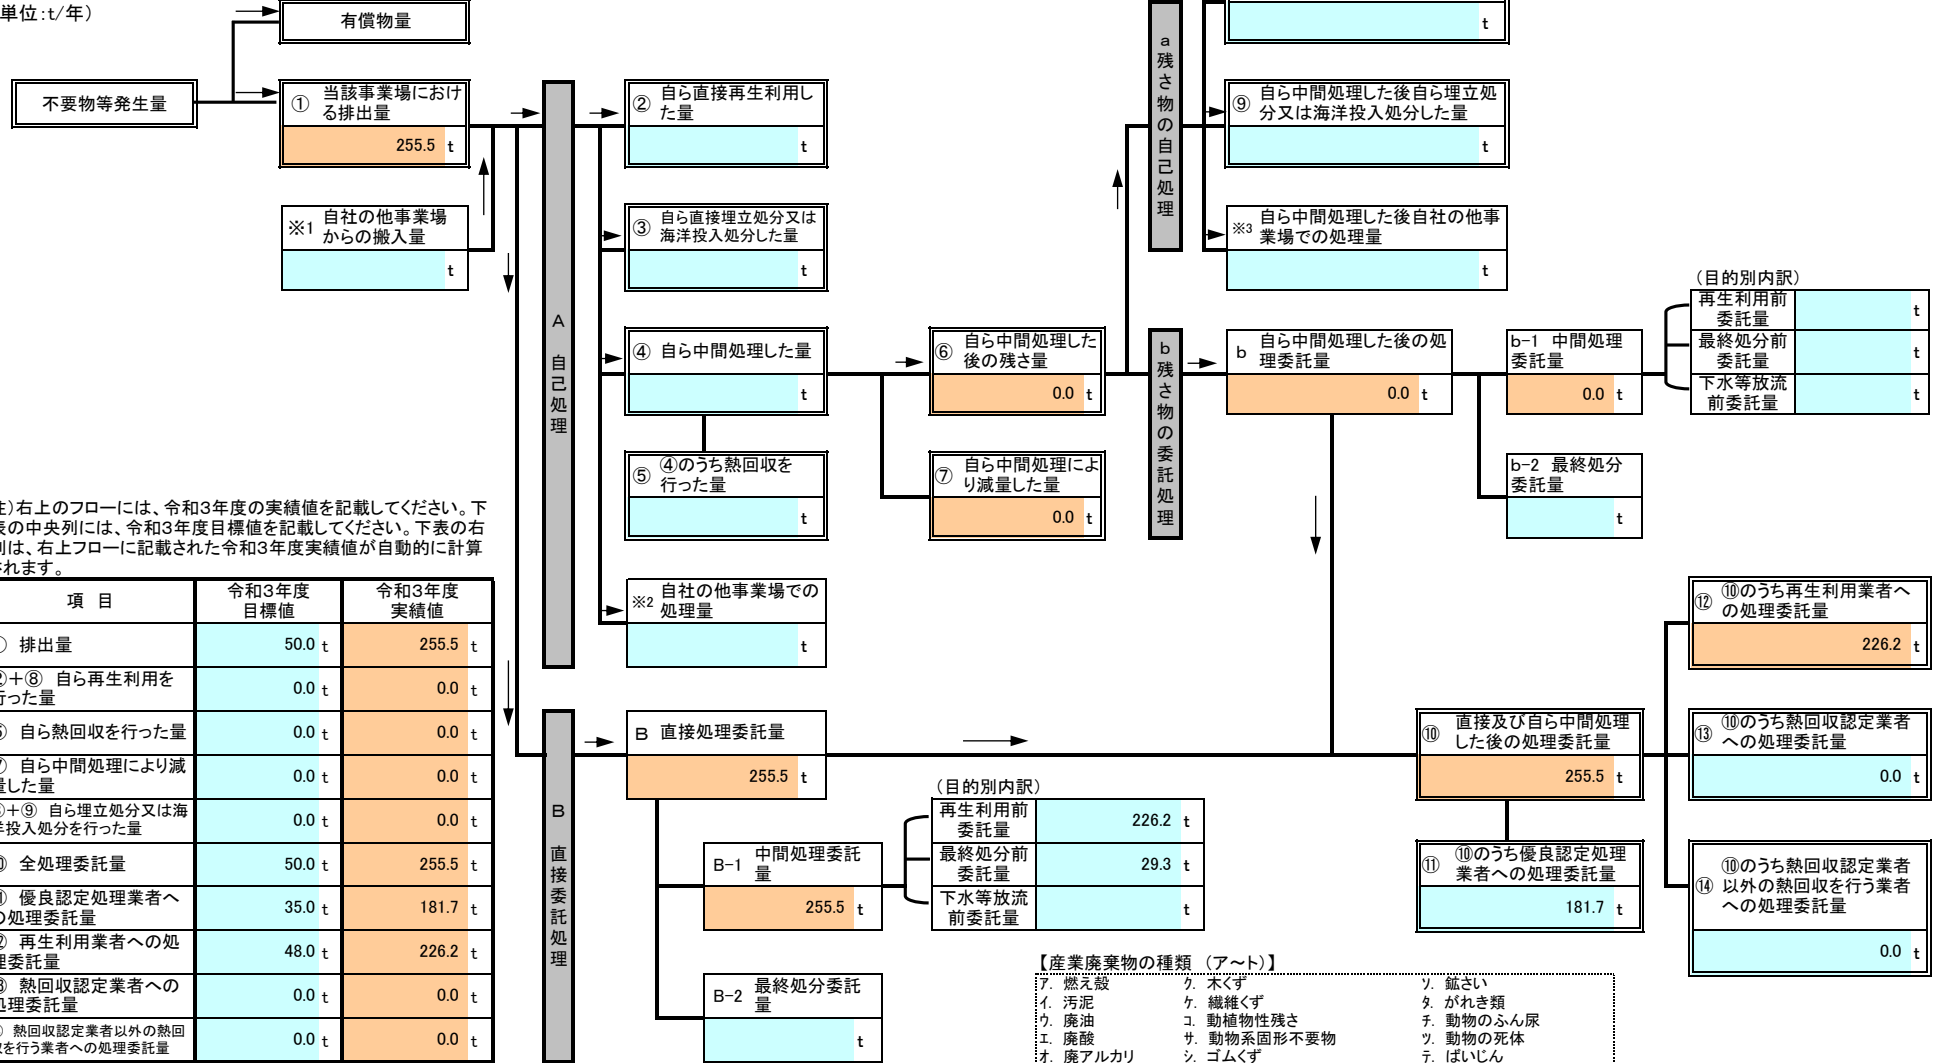 単位:t/年)
有償物量
不要物等発生量
① 当該事業場におけ
る排出量
255.5 t
※1 自社の他事業場
からの搬入量
t
A 自己処理
② 自ら直接再生利用し
た量
t
③ 自ら直接埋立処分又は
海洋投入処分した量
t
④ 自ら中間処理した量
t
⑤ ④のうち熱回収を
行った量
t
※2 自社の他事業場での
処理量
t
⑥ 自ら中間処理した
後の残さ量
0.0 t
⑦ 自ら中間処理によ
り減量した量
0.0 t
a残さ物の自己処理
t
⑨ 自ら中間処理した後自ら埋立処
分又は海洋投入処分した量
t
※3 自ら中間処理した後自社の他事
業場での処理量
t
b残さ物の委託処理
b 自ら中間処理した後の処
理委託量
0.0 t
b-1 中間処理
委託量
0.0 t
b-2 最終処分
委託量
t
(目的別内訳)
再生利用前
委託量
t
最終処分前
委託量
t
下水等放流
前委託量
t
)右上のフローには、令和3年度の実績値を記載してください。下
表の中央列には、令和3年度目標値を記載してください。下表の右
列は、右上フローに記載された令和3年度実績値が自動的に計算
されます。
項 目 令和3年度
目標値 令和3年度
実績値
排出量 50.0 t 255.5 t
+⑧ 自ら再生利用を
行った量 0.0 t 0.0 t
自ら熱回収を行った量 0.0 t 0.0 t
自ら中間処理により減
量した量 0.0 t 0.0 t
+⑨ 自ら埋立処分又は海
洋投入処分を行った量 0.0 t 0.0 t
全処理委託量 50.0 t 255.5 t
優良認定処理業者へ
の処理委託量 35.0 t 181.7 t
再生利用業者への処
理委託量 48.0 t 226.2 t
熱回収認定業者への
処理委託量 0.0 t 0.0 t
熱回収認定業者以外の熱回
収を行う業者への処理委託量 0.0 t 0.0 t
B 直接委託処理
B 直接処理委託量
255.5 t
B-1 中間処理委託
量
255.5 t
B-2 最終処分委託
量
t
(目的別内訳)
再生利用前
委託量
226.2 t
最終処分前
委託量
29.3 t
下水等放流
前委託量
t
⑩ 直接及び自ら中間処理
した後の処理委託量
255.5 t
⑪ ⑩のうち優良認定処理
業者への処理委託量
181.7 t
⑫ ⑩のうち再生利用業者へ
の処理委託量
226.2 t
⑬ ⑩のうち熱回収認定業者
への処理委託量
0.0 t
⑭ ⑩のうち熱回収認定業者
以外の熱回収を行う業者
への処理委託量
0.0 t
【産業廃棄物の種類 (ア～ト)】
ア. 燃え殻 ク. 木くず ソ. 鉱さい
イ. 汚泥 ケ. 繊維くず タ. がれき類
ウ. 廃油 コ. 動植物性残さ チ. 動物のふん尿
エ. 廃酸 サ. 動物系固形不要物 ツ. 動物の死体
オ. 廃アルカリ シ. ゴムくず テ. ばいじん